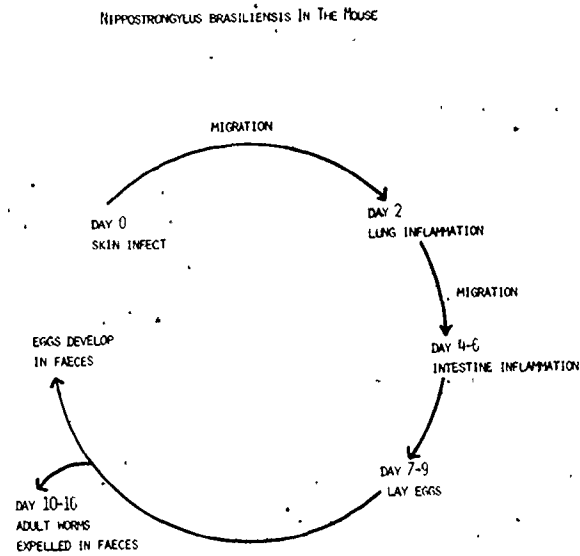 NIPPOSTRONGYLUS BRASILIENSIS IN THE MOUSE
MIGRATION
DAY 0
SKIN INFECT
DAY 2
LUNG INFLAMMATION
MIGRATION
DAY 4-6
INTESTINE INFLAMMATION
DAY 7-9
LAY EGGS
DAY 10-16
ADULT WORMS
EXPELLED IN FAECES
EGGS DEVELOP
IN FAECES